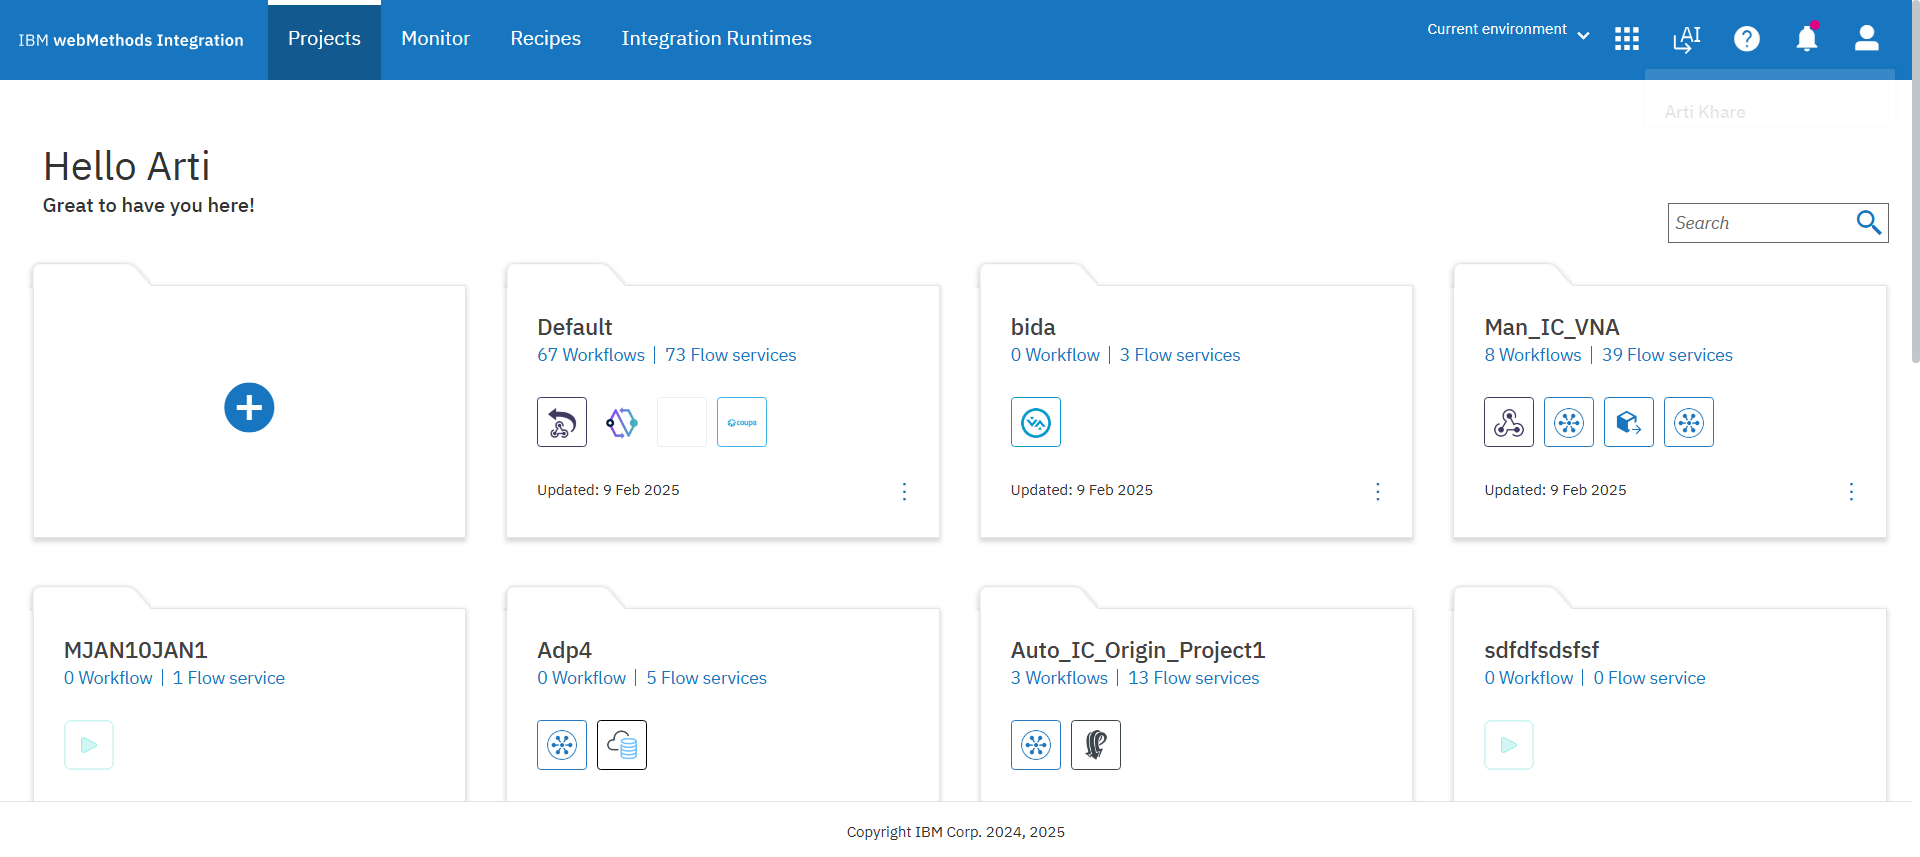 IBM webMethods Integration
Projects
Monitor
Recipes
Integration Runtimes
Current environment
AI
?
Arti Khare
Hello Arti
Great to have you here!
Search
Default
67 Workflows | 73 Flow services
coupa
Updated: 9 Feb 2025
bida
0 Workflow | 3 Flow services
Updated: 9 Feb 2025
Man_IC_VNA
8 Workflows | 39 Flow services
Updated: 9 Feb 2025
MJAN10JAN1
0 Workflow | 1 Flow service
Adp4
0 Workflow | 5 Flow services
Auto_IC_Origin_Project1
3 Workflows | 13 Flow services
sdfdfsdsfsf
0 Workflow | 0 Flow service
Copyright IBM Corp. 2024, 2025